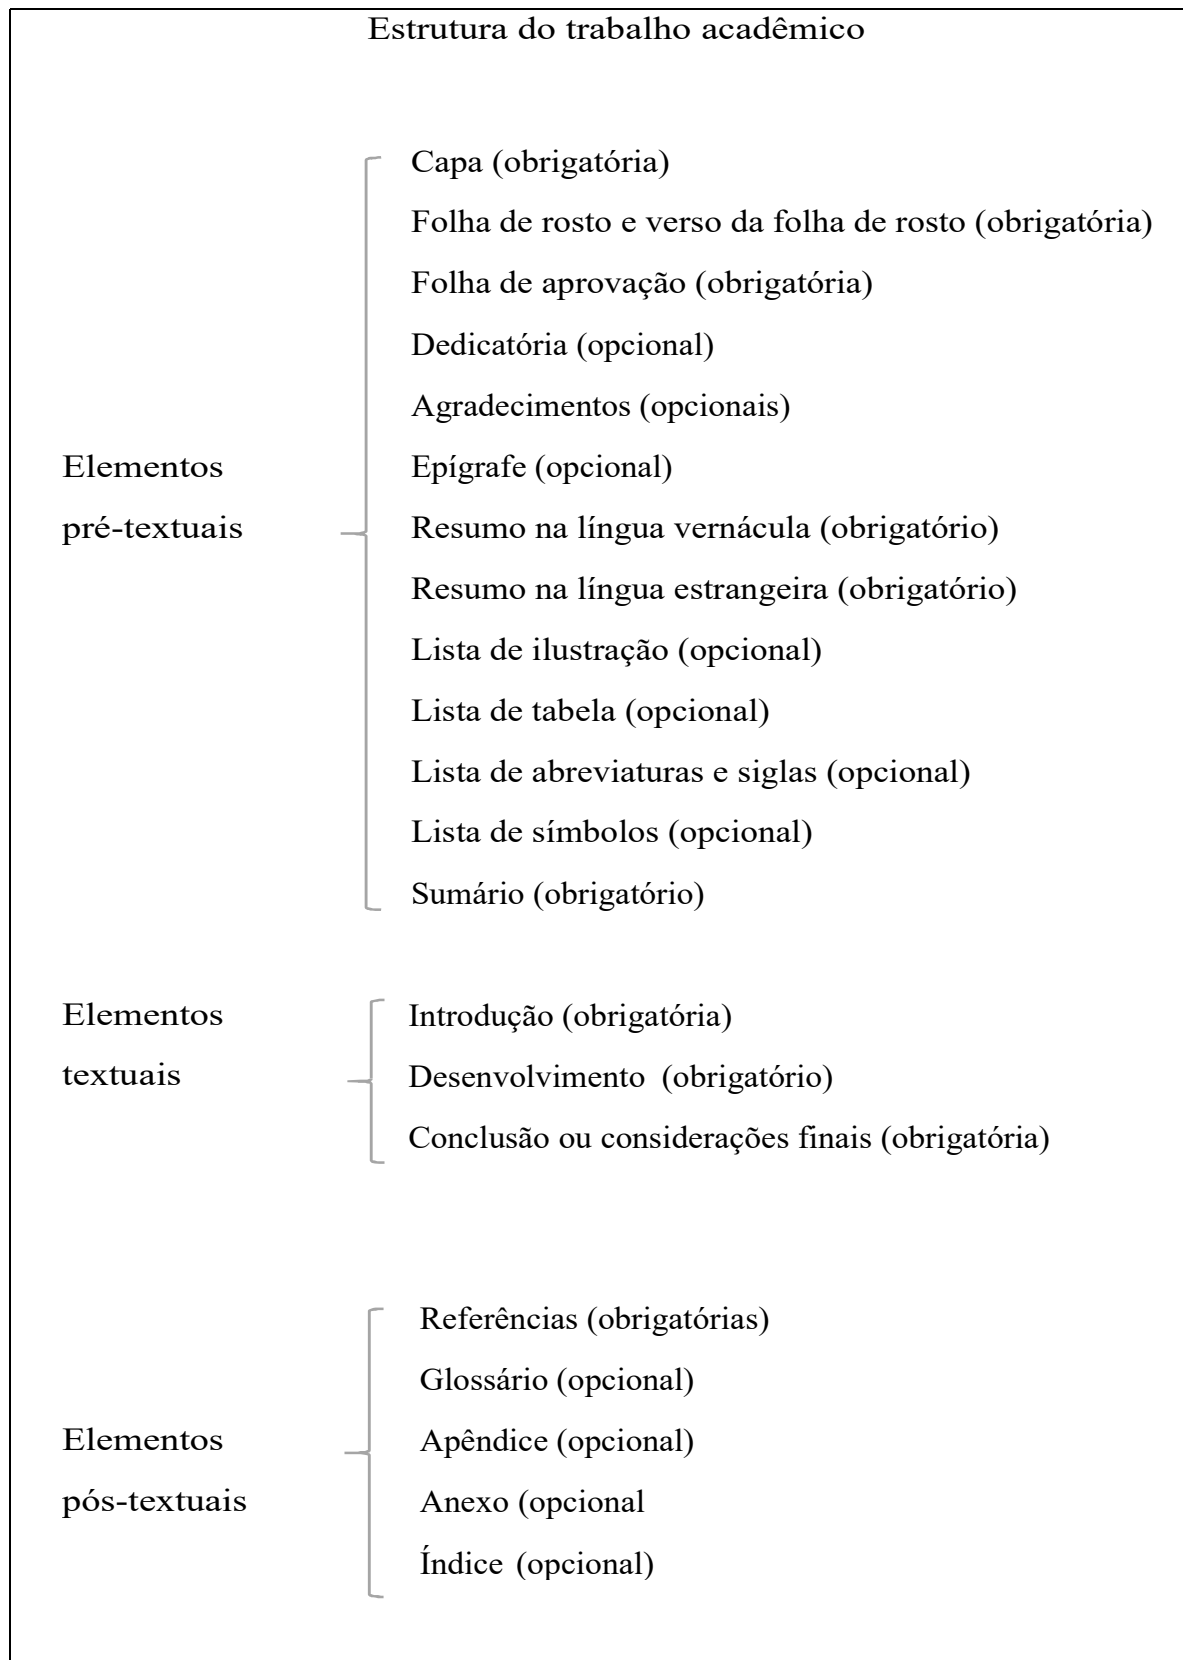 Estrutura do trabalho acadêmico
Capa (obrigatória)
Folha de rosto e verso da folha de rosto (obrigatória)
Folha de aprovação (obrigatória)
Dedicatória (opcional)
Agradecimentos (opcionais)
Elementos
pré-textuais
Epígrafe (opcional)
Resumo na língua vernácula (obrigatório)
Resumo na língua estrangeira (obrigatório)
Lista de ilustração (opcional)
Lista de tabela (opcional)
Lista de abreviaturas e siglas (opcional)
Lista de símbolos (opcional)
Sumário (obrigatório)
Elementos
textuais
Introdução (obrigatória)
Desenvolvimento (obrigatório)
Conclusão ou considerações finais (obrigatória)
Elementos
pós-textuais
Referências (obrigatórias)
Glossário (opcional)
Apêndice (opcional)
Anexo (opcional
Índice (opcional)